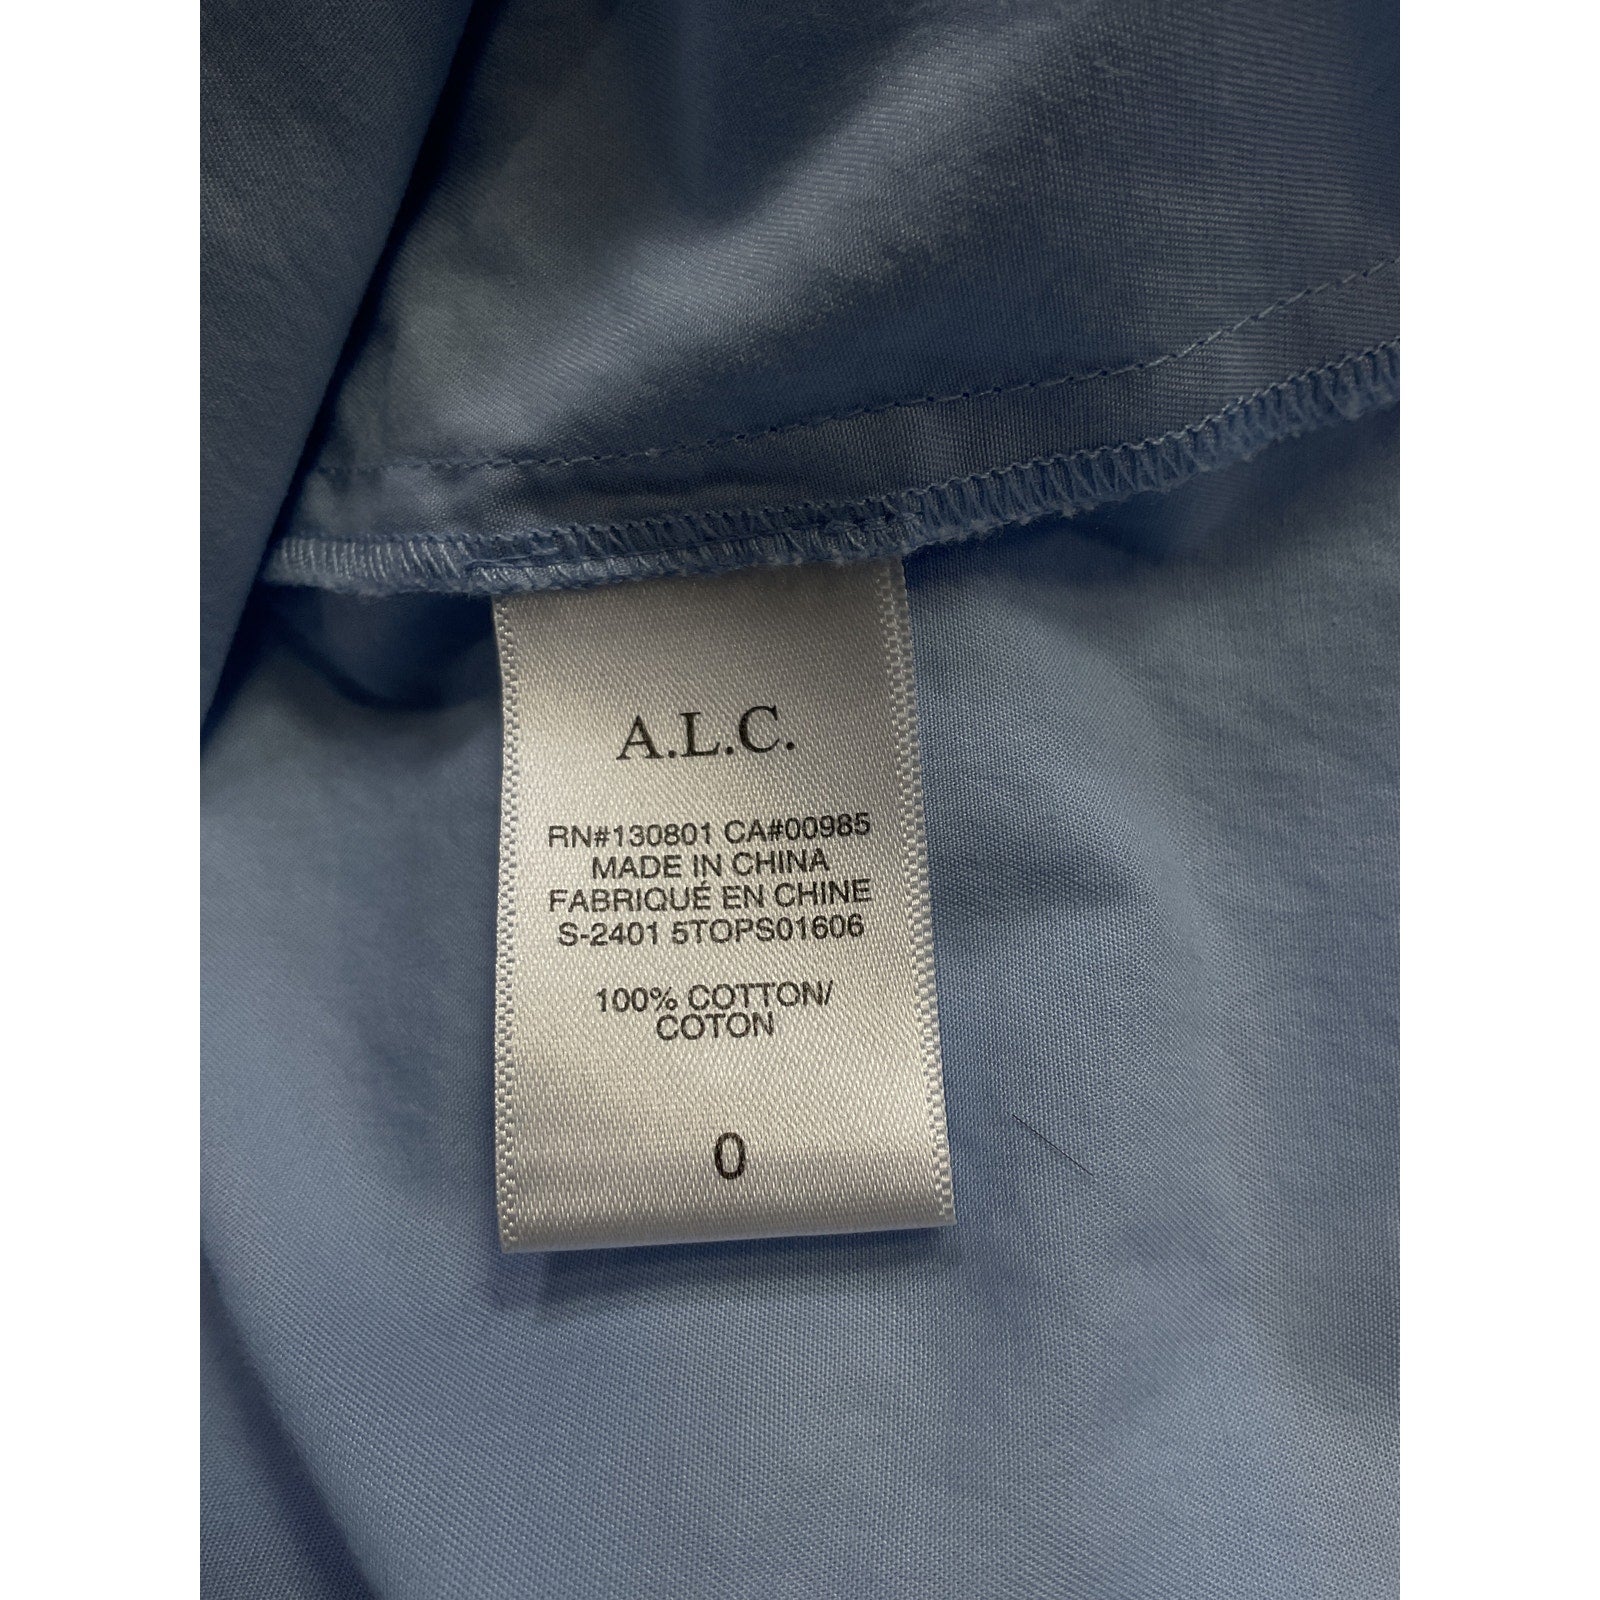 A.L.C.
RN#130801 CA#00985
MADE IN CHINA
FABRIQUÉ EN CHINE
S-2401 5TOPS01606
100% COTTON/
COTON
0